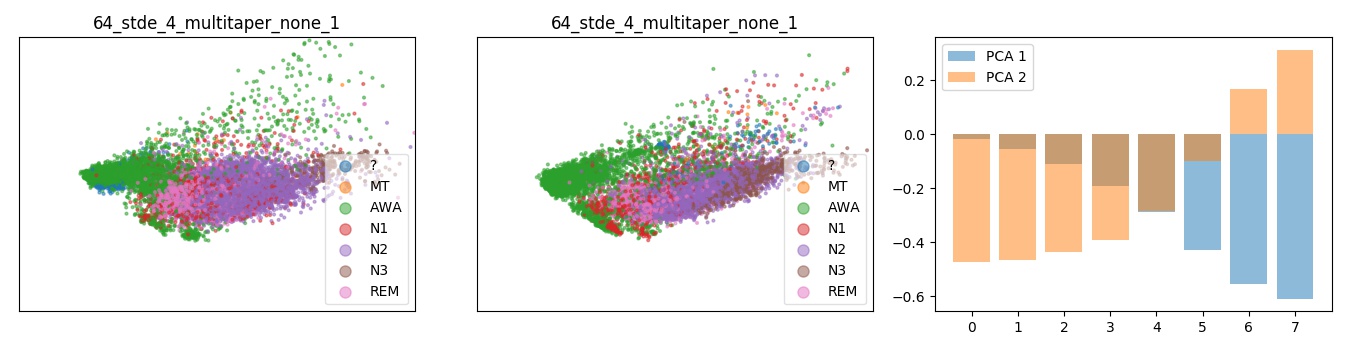 64_stde_4_multitaper_none_1
?
MT
AWA
N1
N2
N3
REM
64_stde_4_multitaper_none_1
?
MT
AWA
N1
N2
N3
REM
PCA 1
PCA 2
0.2
0.0
−0.2
−0.4
−0.6
0 1 2 3 4 5 6 7